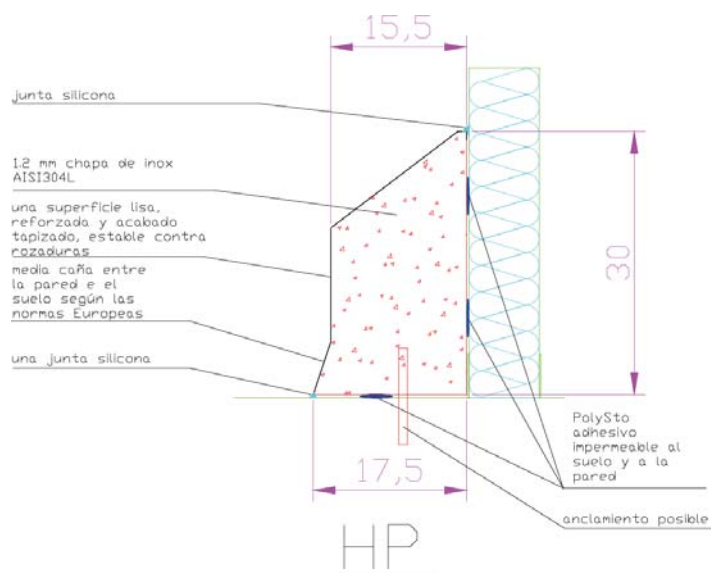 15,5
junta silicona
1.2 mm chapa de inox
AISI304L
una superficie lisa,
reforzada y acabado
tapizado, estable contra
rozaduras
media caña entre
la pared e el
suelo según las
normas Europeas
una junta silicona
30
PolySto
adhesivo
impermeable al
suelo y a la
pared
17,5
anclamiento posible
HP